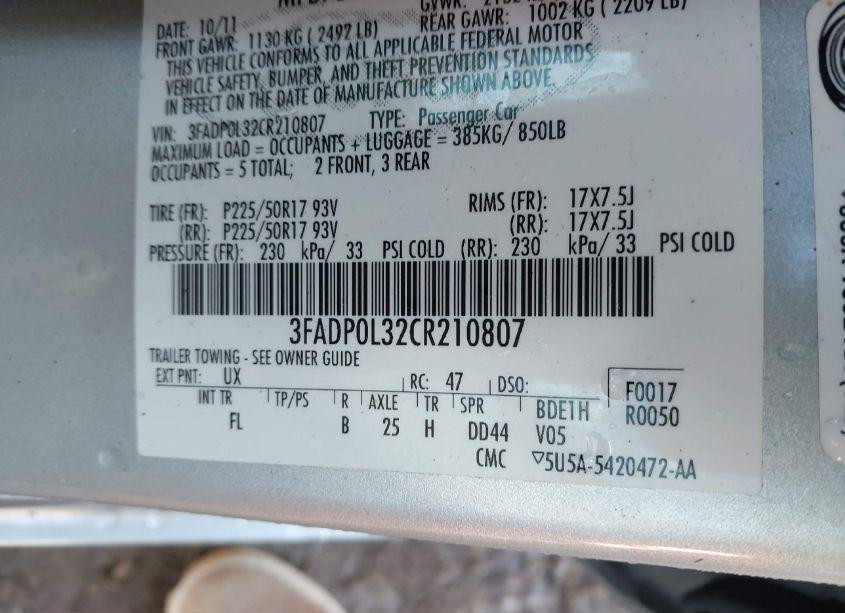 DATE: 10/11
REAR GAWR: 1002 KG ( 2209 LB)
FRONT GAWR: 1130 KG ( 2492 LB)
THIS VEHICLE CONFORMS TO ALL APPLICABLE FEDERAL MOTOR
VEHICLE SAFETY, BUMPER, AND THEFT PREVENTION STANDARDS
IN EFFECT ON THE DATE OF MANUFACTURE SHOWN ABOVE.
VIN: 3FADP0L32CR210807 TYPE: Passenger Car
MAXIMUM LOAD = OCCUPANTS + LUGGAGE = 385KG/ 850LB
OCCUPANTS = 5 TOTAL; 2 FRONT, 3 REAR
TIRE (FR): P225/50R17 93V RIMS (FR): 17X7.5J
(RR): P225/50R17 93V (RR): 17X7.5J
PRESSURE (FR): 230 kPa/ 33 PSI COLD (RR): 230 kPa/ 33 PSI COLD
3FADP0L32CR210807
TRAILER TOWING - SEE OWNER GUIDE
EXT PNT: UX RC: 47 DSO: F0017
INT TR TP/PS R AXLE TR SPR BDE1H R0050
FL B 25 H DD44 V05
CMC ▽5U5A-5420472-AA